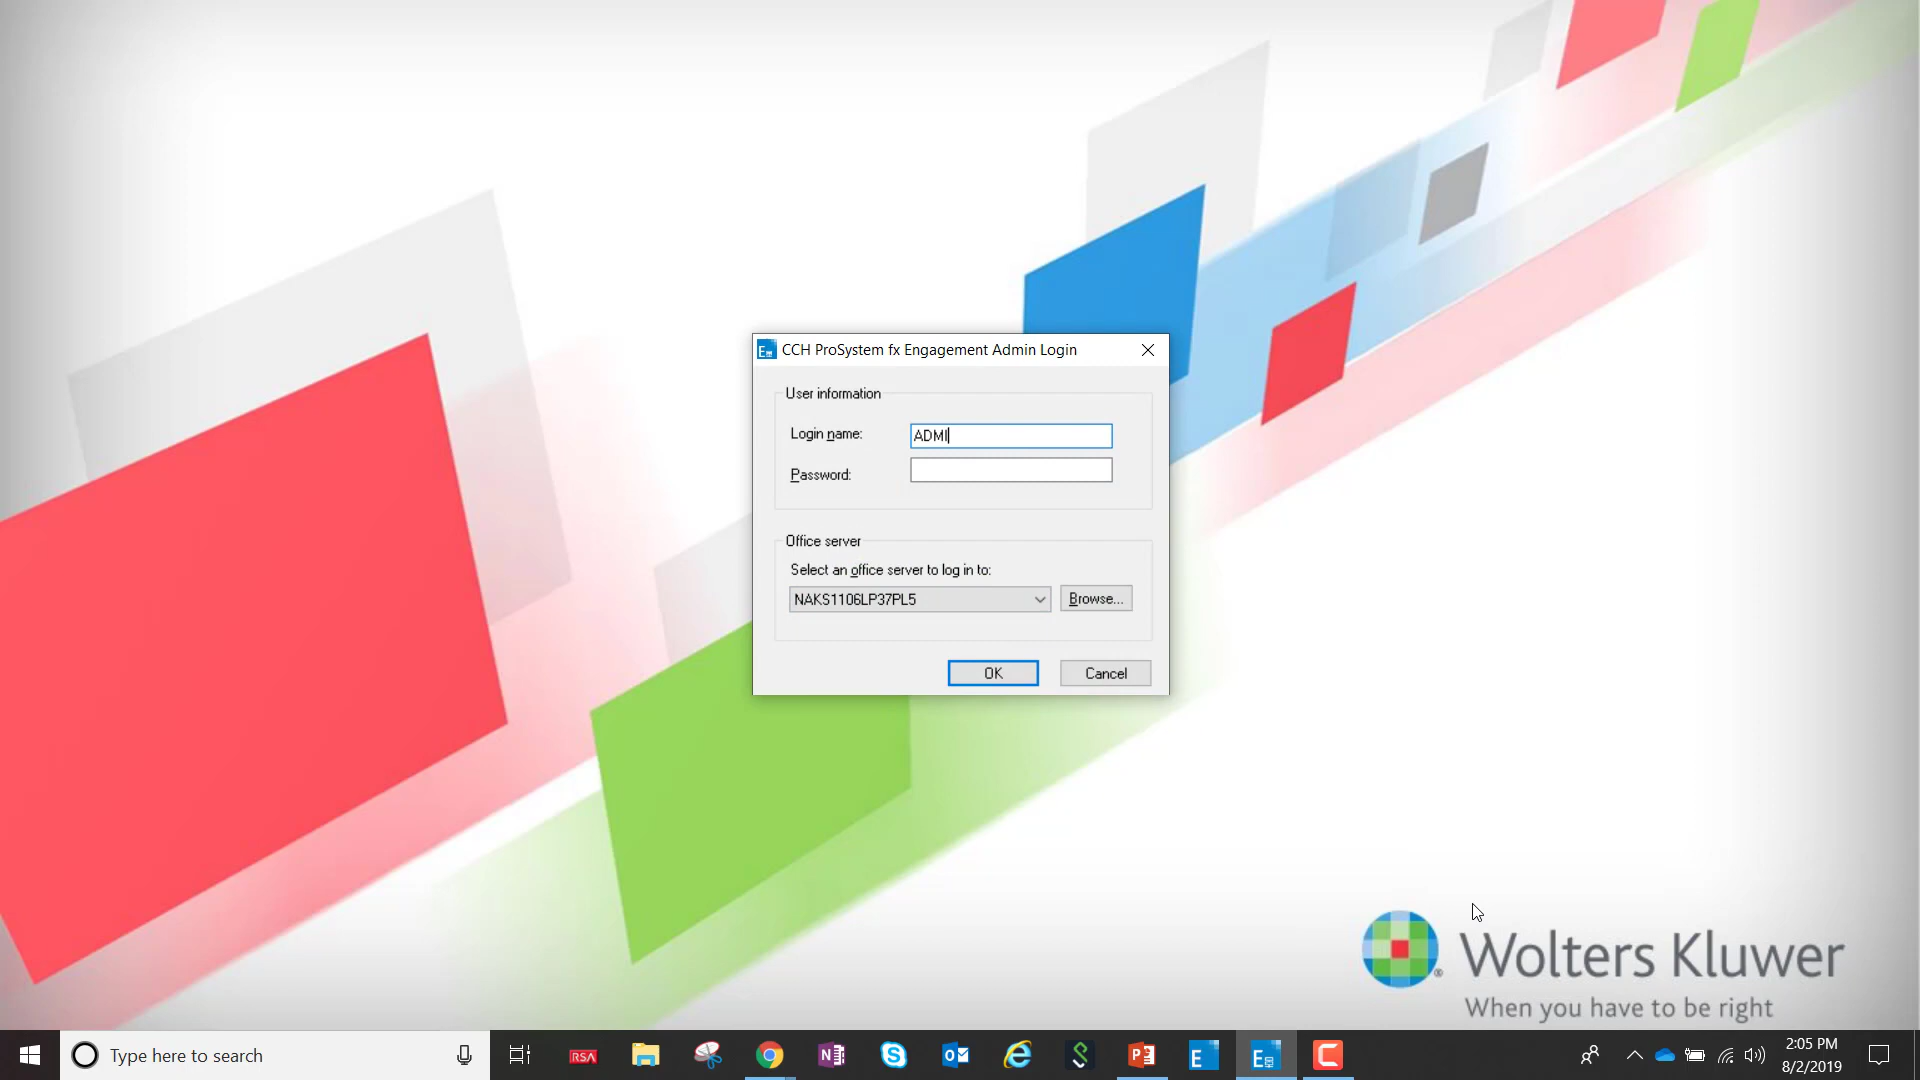 CCH ProSystem fx Engagement Admin Login
User information
Login name:
ADMI
Password:
Office server
Select an office server to log in to:
NAKS1106LP37PL5
Browse...
OK
Cancel
Wolters Kluwer
When you have to be right
Type here to search
RSA
2:05 PM
8/2/2019